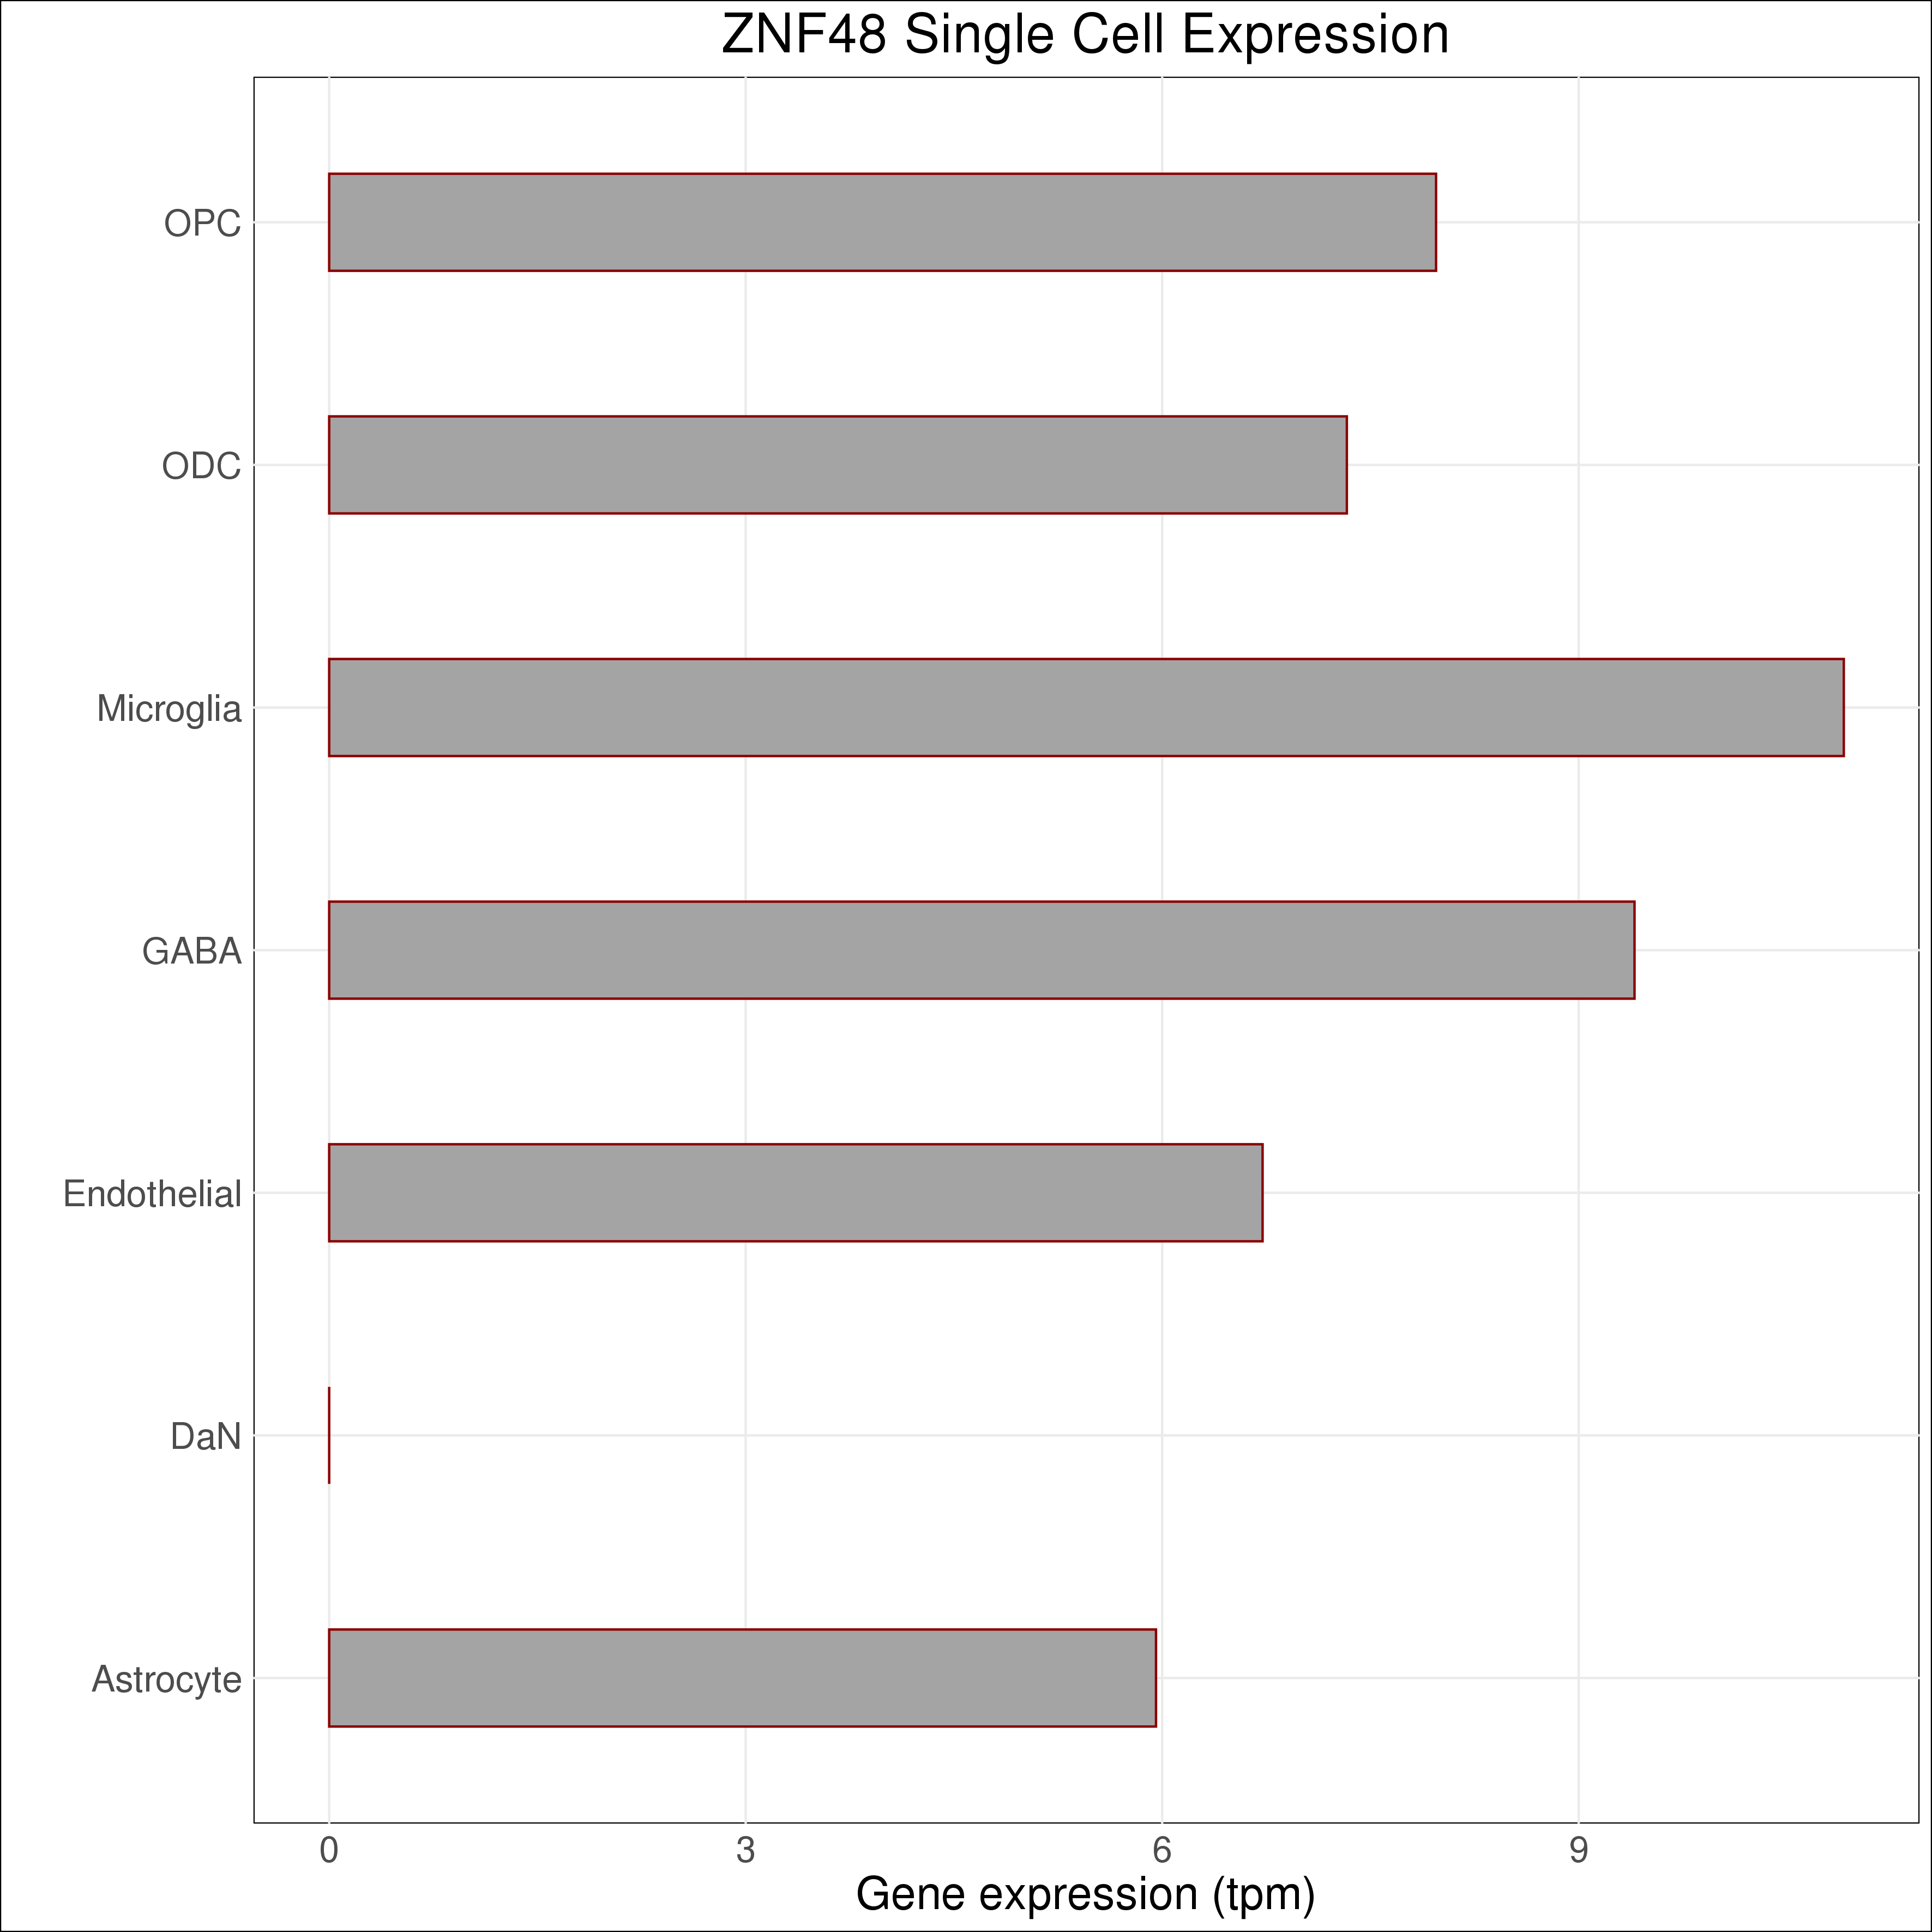 ZNF48 Single Cell Expression
OPC
ODC
Microglia
GABA
Endothelial
DaN
Astrocyte
0 3 6 9
Gene expression (tpm)